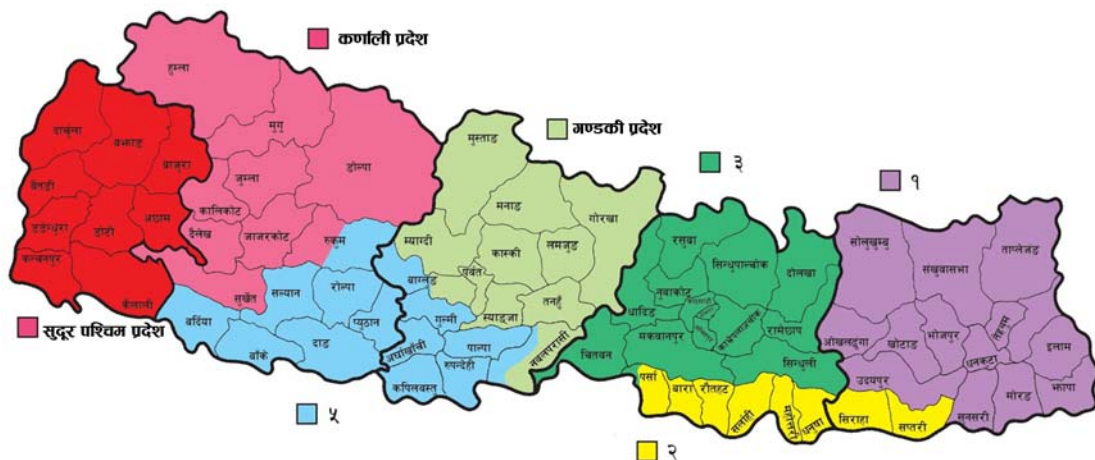 कर्णाली प्रदेश
हुम्ला
गण्डकी प्रदेश
दार्चुला
बझाङ
बाजुरा
मुगु
डोल्पा
मुस्ताङ
३
१
बैतडी
जुम्ला
मनाङ
गोरखा
डडेल्धुरा
डोटी
अछाम
कालिकोट
दैलेख
जाजरकोट
रुकुम
म्याग्दी
कास्की
लमजुङ
रसुवा
सिन्धुपाल्चोक
दोलखा
सोलुखुम्बु
संखुवासभा
ताप्लेजुङ
कञ्चनपुर
कैलाली
सुर्खेत
सल्यान
रोल्पा
बाग्लुङ
पर्वत
तनहुँ
नुवाकोट
धादिङ
सुदूर पश्चिम प्रदेश
बर्दिया
प्युठान
गुल्मी
स्याङ्जा
मकवानपुर
काभ्रेपलाञ्चोक
रामेछाप
ओखलढुंगा
खोटाङ
भोजपुर
तेह्रथुम
इलाम
बाँके
दाङ
अर्घाखाँची
पाल्पा
नवलपरासी
चितवन
सिन्धुली
धनकुटा
कपिलवस्तु
रुपन्देही
पर्सा
बारा
रौतहट
उदयपुर
मोरङ
झापा
५
सर्लाही
महोत्तरी
धनुषा
सिराहा
सप्तरी
सुनसरी
२